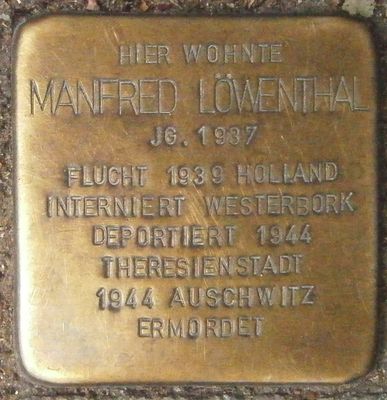 HIER WOHNTE
MANFRED LÖWENTHAL
JG. 1937
FLUCHT 1939 HOLLAND
INTERNIERT WESTERBORK
DEPORTIERT 1944
THERESIENSTADT
1944 AUSCHWITZ
ERMORDET